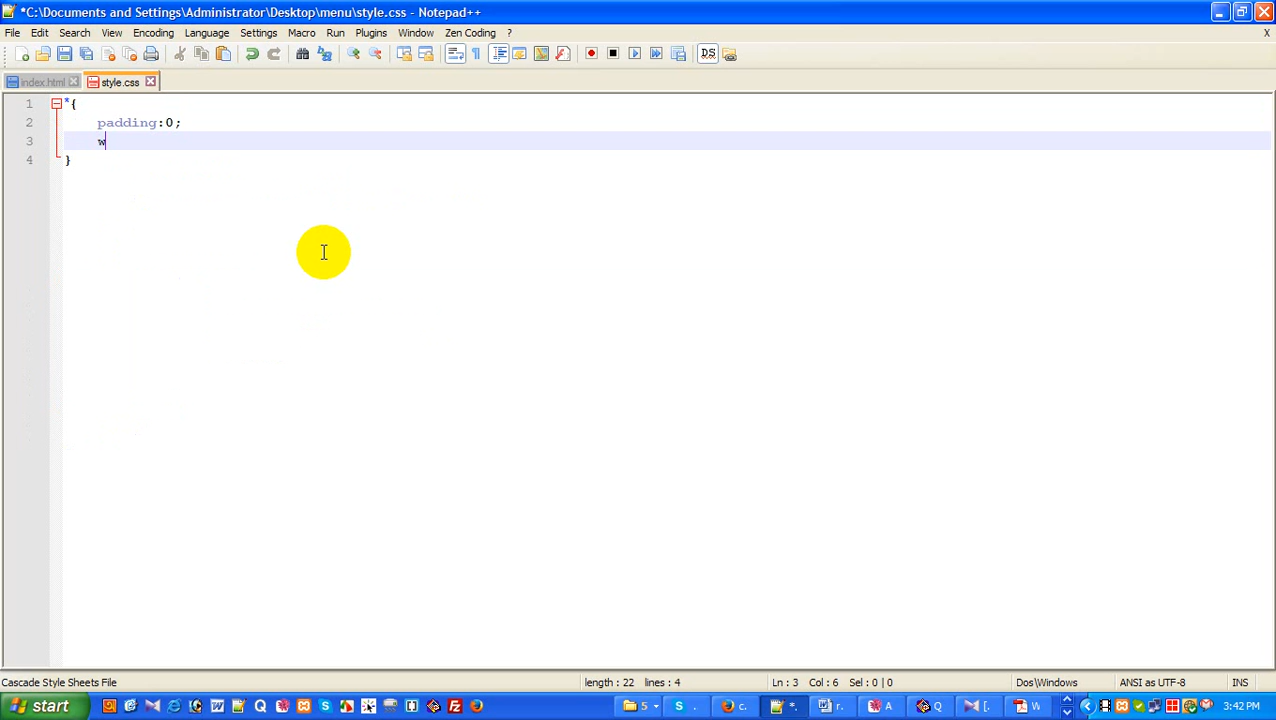 *C:\Documents and Settings\Administrator\Desktop\menu\style.css - Notepad++
File Edit Search View Encoding Language Settings Macro Run Plugins Window Zen Coding ? X
index.html style.css
1 *{
2 padding:0;
3 w
4 }
Cascade Style Sheets File length : 22 lines : 4 Ln : 3 Col : 6 Sel : 0 | 0 Dos\Windows ANSI as UTF-8 INS
start 5 S . c. *. r. A Q [. W 3:42 PM